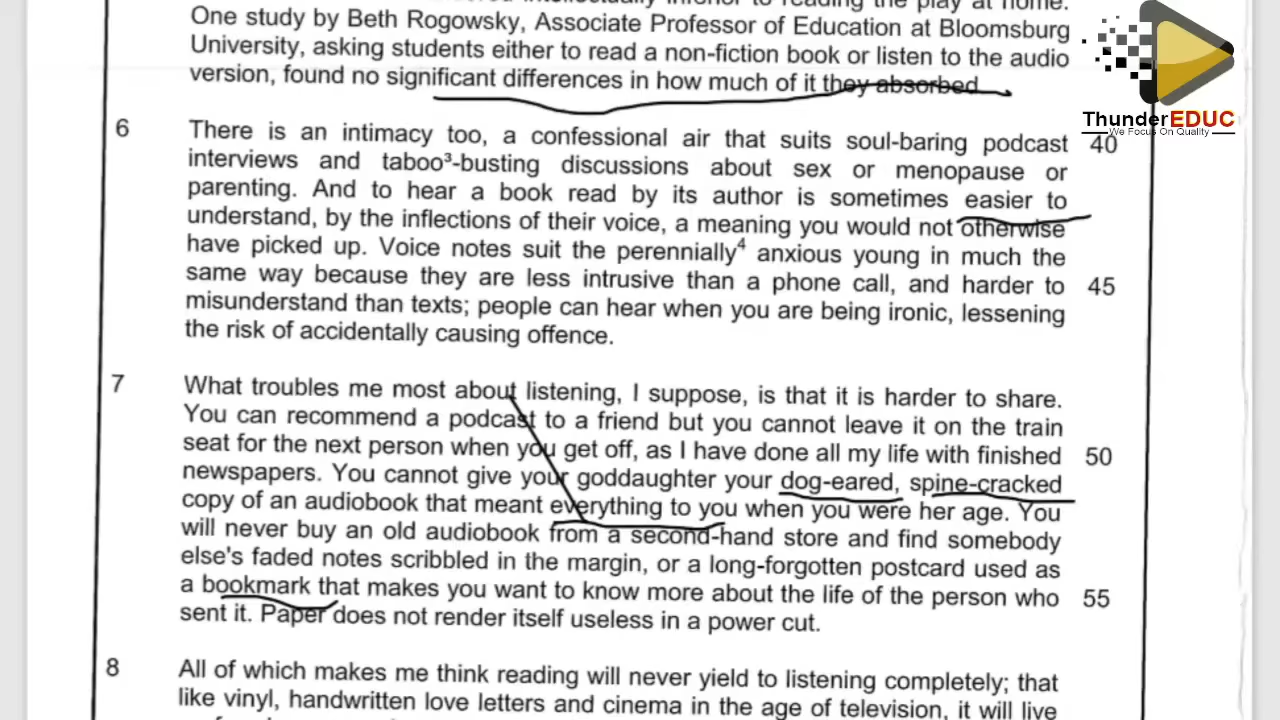 intellectually inferior to reading the play at home.
One study by Beth Rogowsky, Associate Professor of Education at Bloomsburg
University, asking students either to read a non-fiction book or listen to the audio
version, found no significant differences in how much of it they absorbed.
ThunderEDUC
We Focus On Quality
6 There is an intimacy too, a confessional air that suits soul-baring podcast 40
interviews and taboo³-busting discussions about sex or menopause or
parenting. And to hear a book read by its author is sometimes easier to
understand, by the inflections of their voice, a meaning you would not otherwise
have picked up. Voice notes suit the perennially⁴ anxious young in much the
same way because they are less intrusive than a phone call, and harder to 45
misunderstand than texts; people can hear when you are being ironic, lessening
the risk of accidentally causing offence.
7 What troubles me most about listening, I suppose, is that it is harder to share.
You can recommend a podcast to a friend but you cannot leave it on the train
seat for the next person when you get off, as I have done all my life with finished 50
newspapers. You cannot give your goddaughter your dog-eared, spine-cracked
copy of an audiobook that meant everything to you when you were her age. You
will never buy an old audiobook from a second-hand store and find somebody
else's faded notes scribbled in the margin, or a long-forgotten postcard used as
a bookmark that makes you want to know more about the life of the person who 55
sent it. Paper does not render itself useless in a power cut.
8 All of which makes me think reading will never yield to listening completely; that
like vinyl, handwritten love letters and cinema in the age of television, it will live